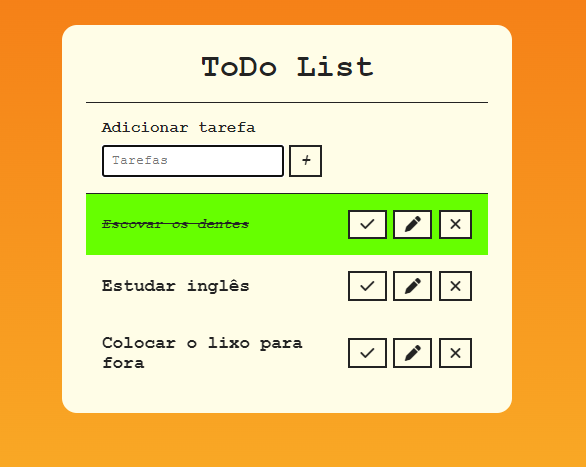 ToDo List
Adicionar tarefa
Tarefas
+
Escovar os dentes
Estudar inglês
Colocar o lixo para
fora